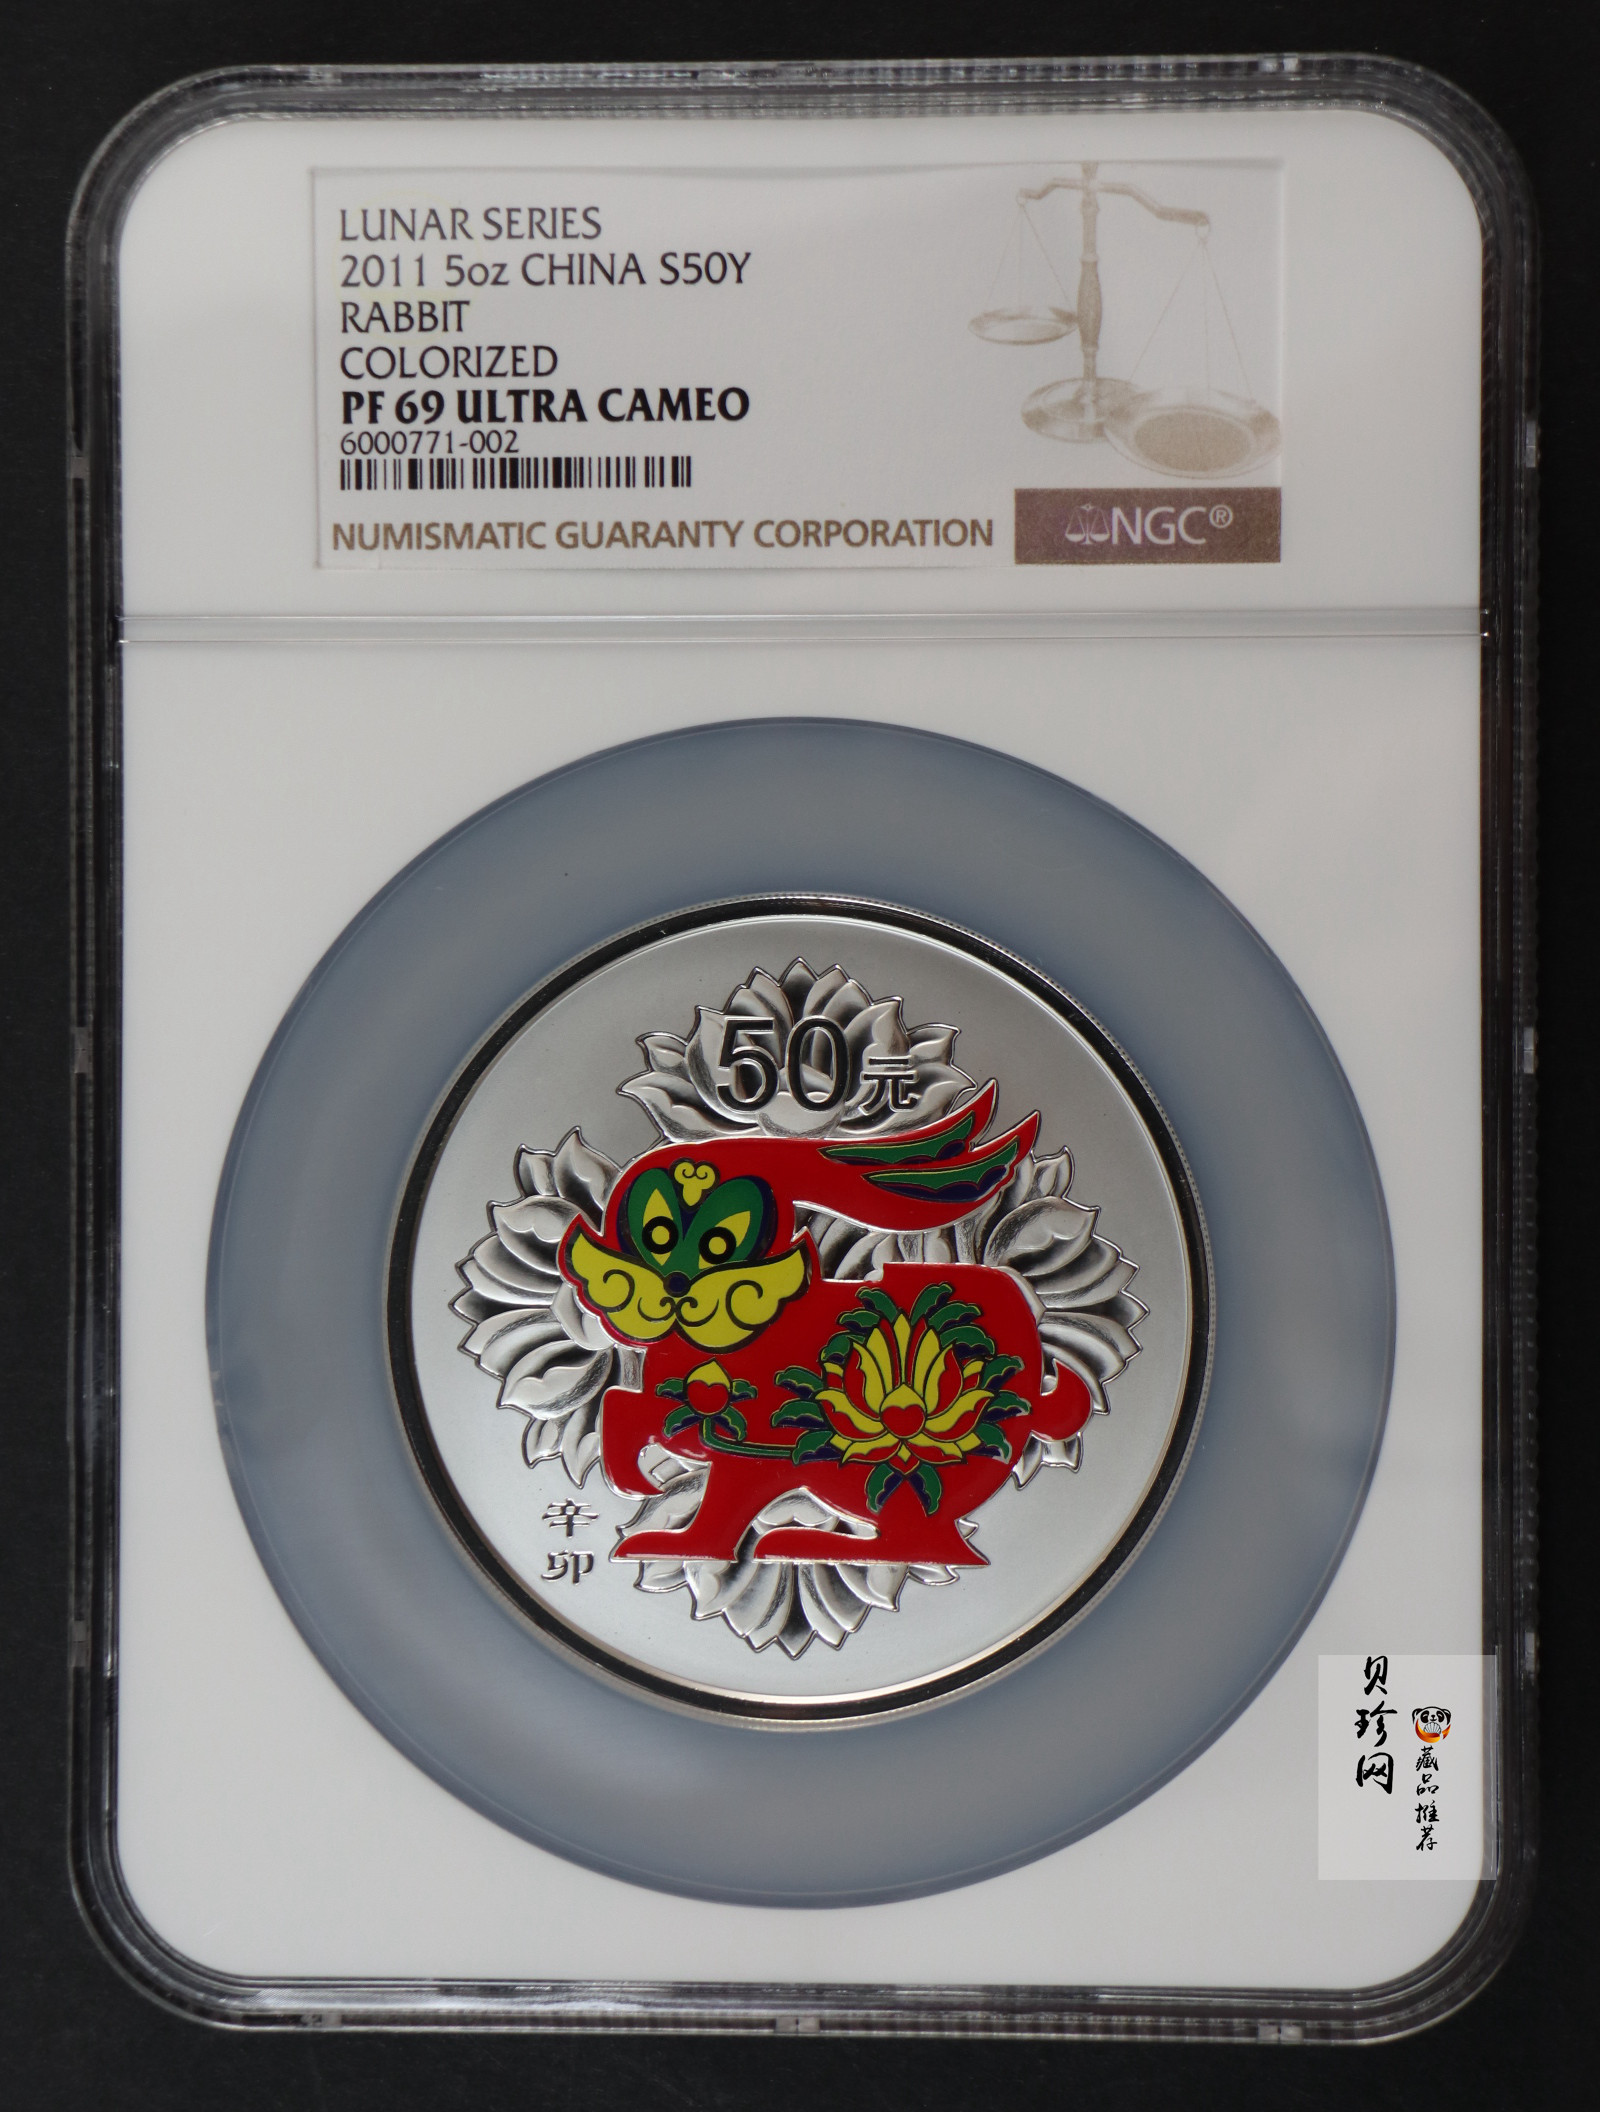 LUNAR SERIES
2011 5oz CHINA S50Y
RABBIT
COLORIZED
PF 69 ULTRA CAMEO
6000771-002
NUMISMATIC GUARANTY CORPORATION
NGC®
50元
辛卯
贝珍网
藏品推荐